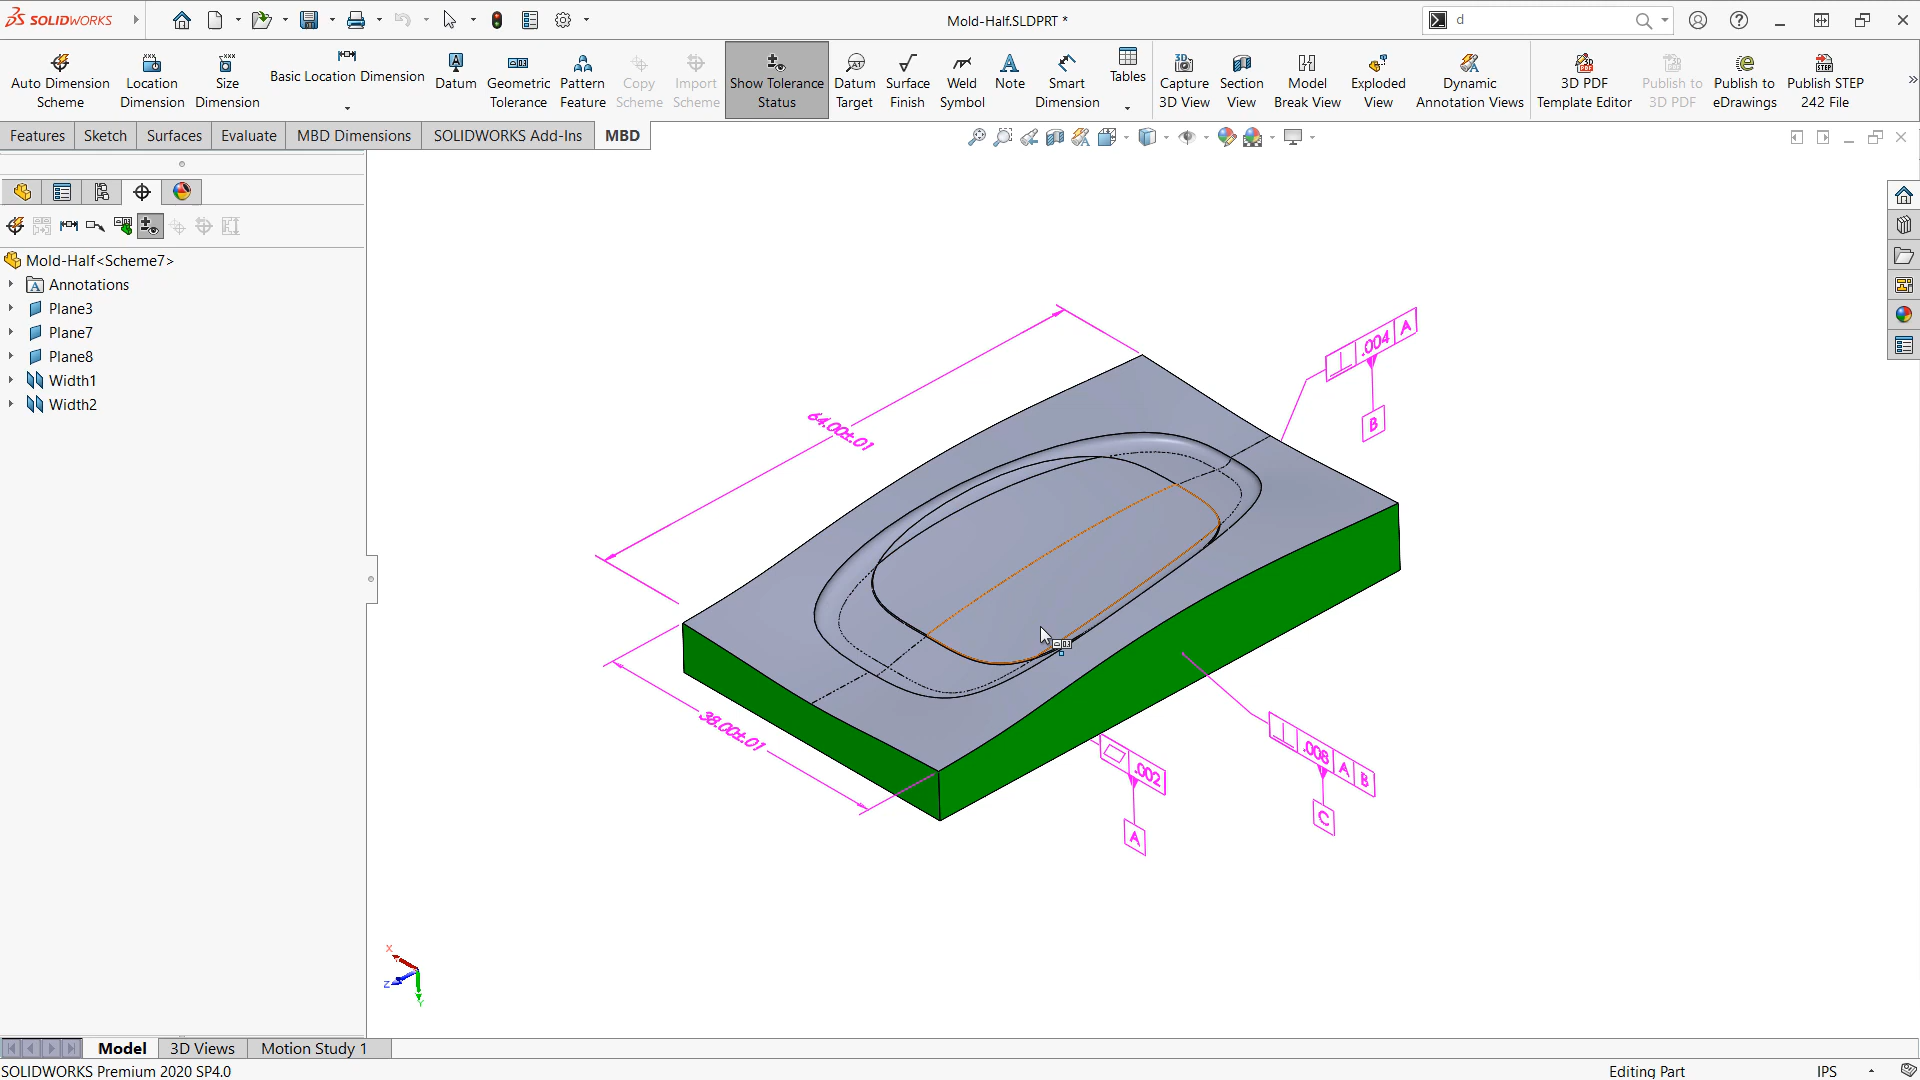 SOLIDWORKS
Mold-Half.SLDPRT *
d
Auto Dimension
Scheme
Location
Dimension
Size
Dimension
Basic Location Dimension
Datum
Geometric
Tolerance
Pattern
Feature
Copy
Scheme
Import
Scheme
Show Tolerance
Status
Datum
Target
Surface
Finish
Weld
Symbol
Note
Smart
Dimension
Tables
Capture
3D View
Section
View
Model
Break View
Exploded
View
Dynamic
Annotation Views
3D PDF
Template Editor
Publish to
3D PDF
Publish to
eDrawings
Publish STEP
242 File
Features
Sketch
Surfaces
Evaluate
MBD Dimensions
SOLIDWORKS Add-Ins
MBD
Mold-Half<Scheme7>
Annotations
Plane3
Plane7
Plane8
Width1
Width2
64.00±.01
38.00±.01
.004 A
B
.002
A
.008 A B
C
X
Z
Y
Model
3D Views
Motion Study 1
SOLIDWORKS Premium 2020 SP4.0
Editing Part
IPS